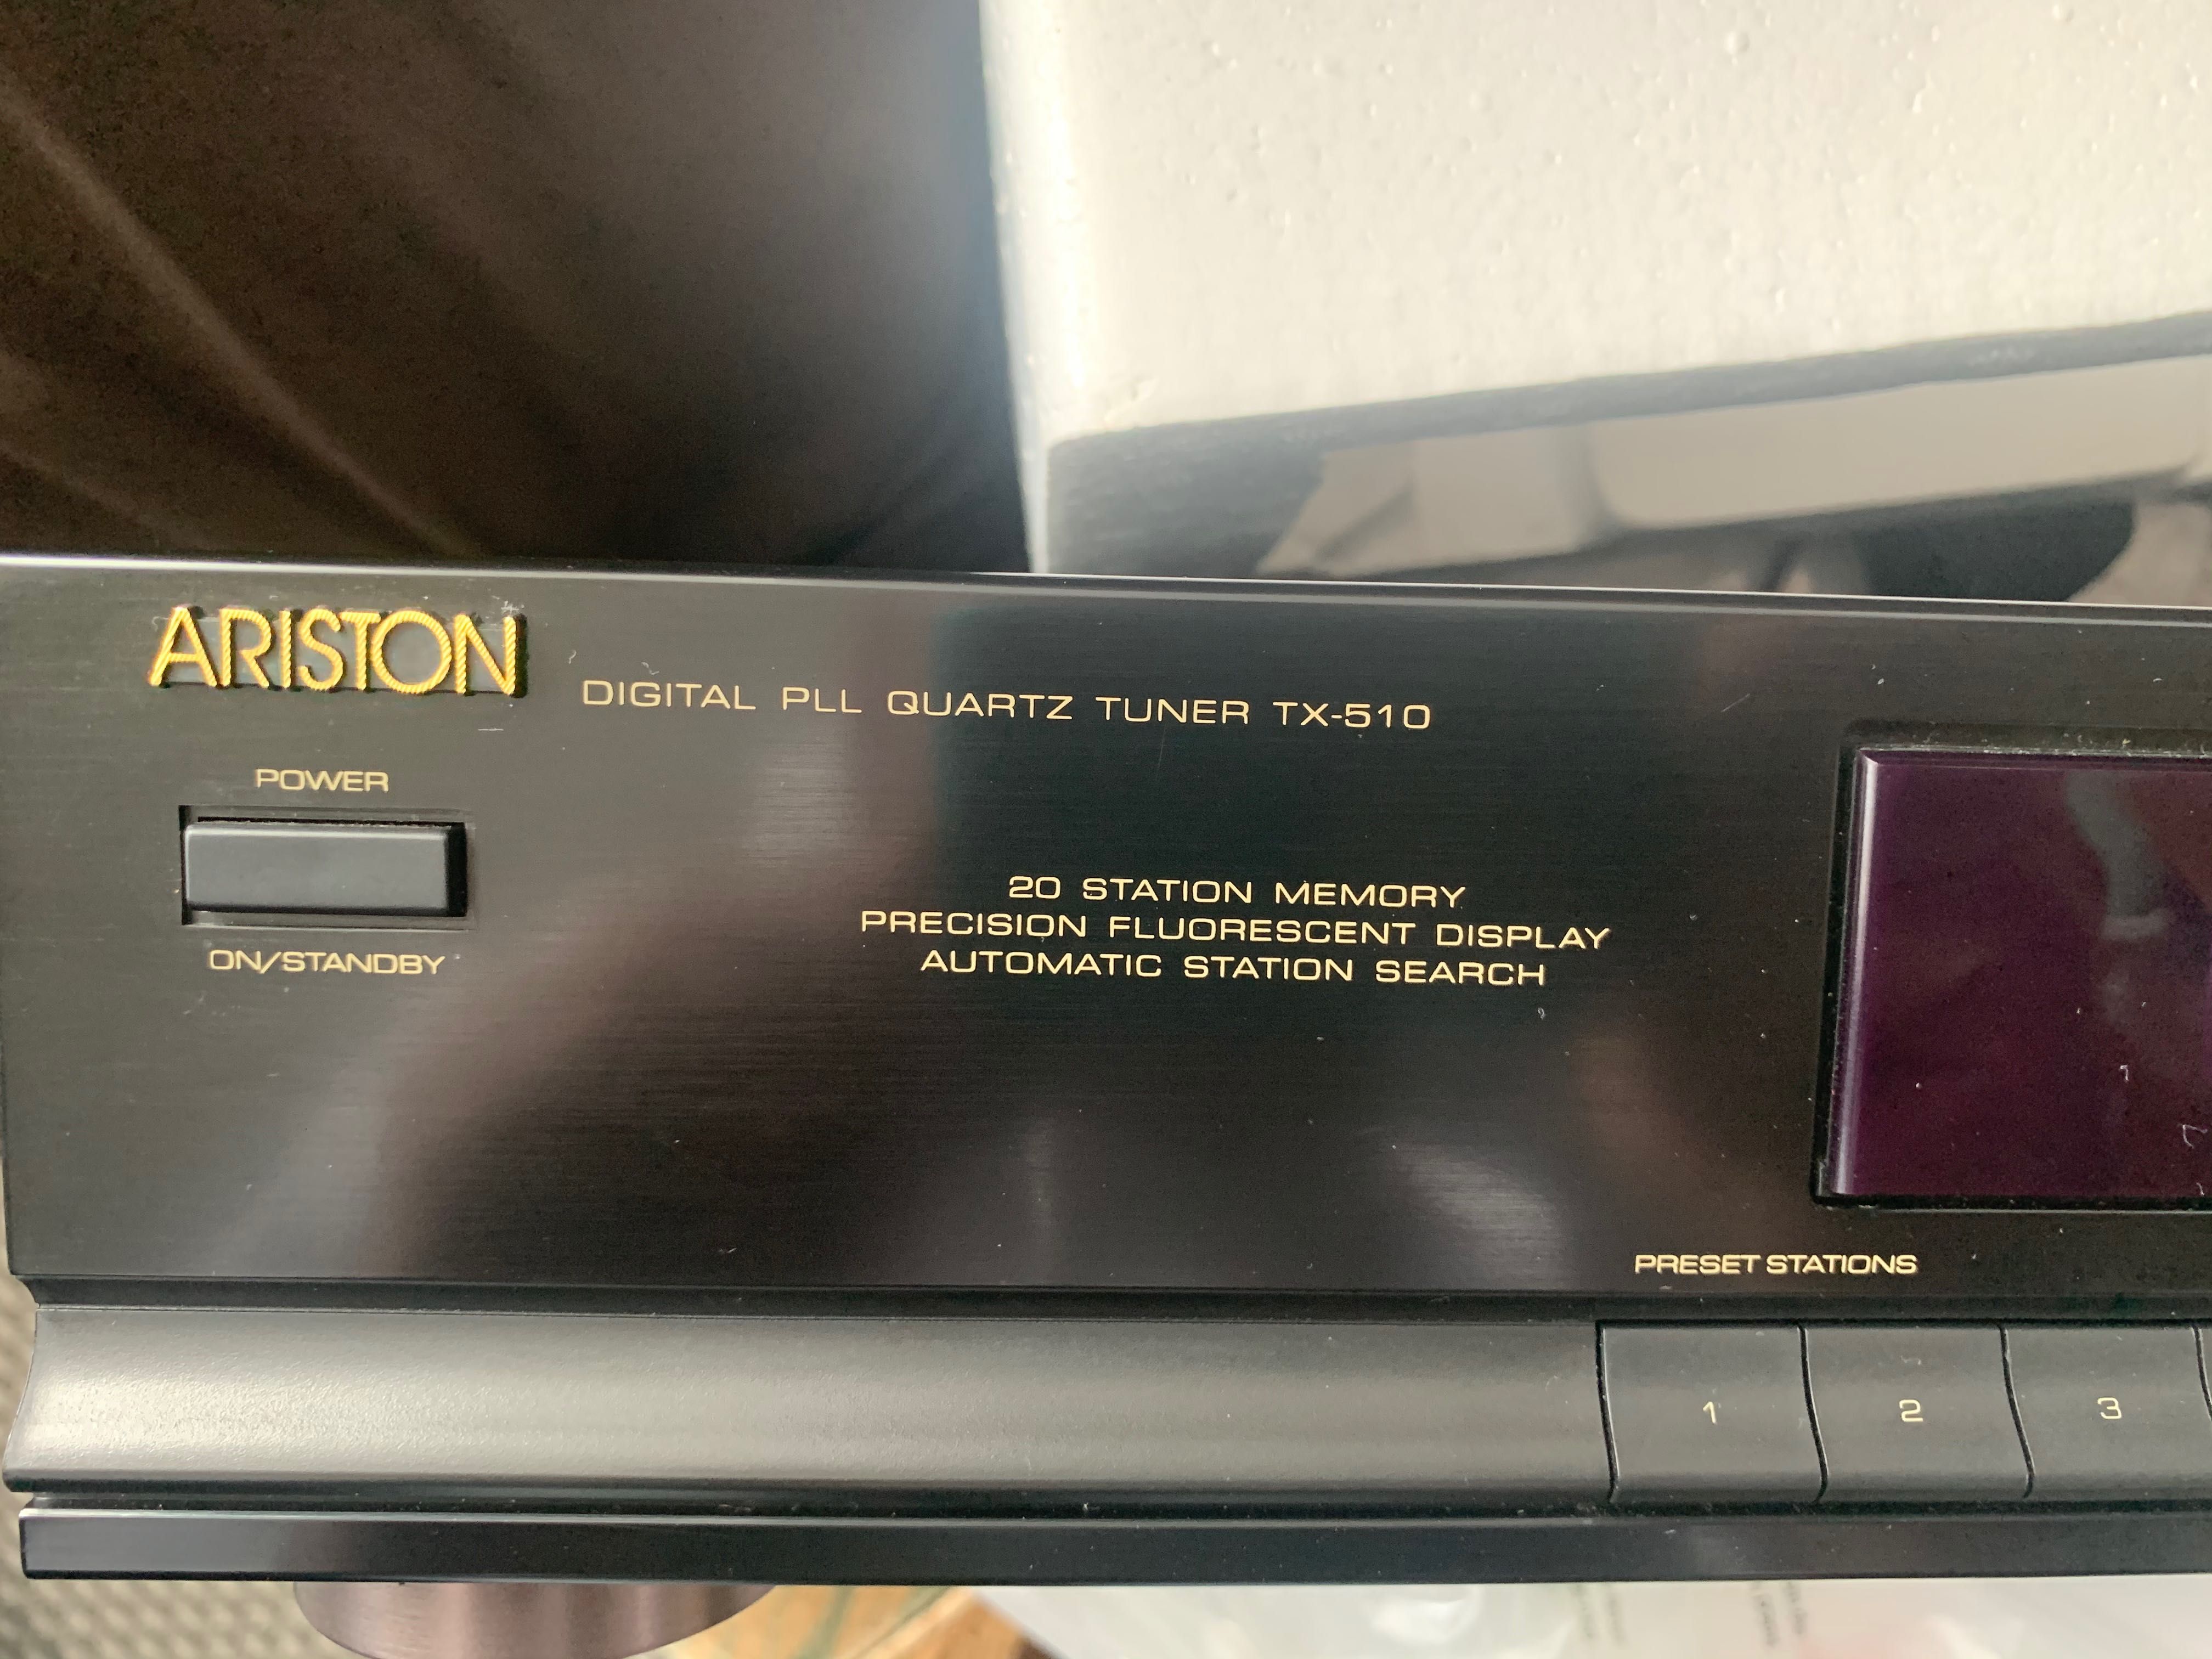 ARISTON
DIGITAL PLL QUARTZ TUNER TX-510
POWER
ON/STANDBY
20 STATION MEMORY
PRECISION FLUORESCENT DISPLAY
AUTOMATIC STATION SEARCH
PRESET STATIONS
1 2 3